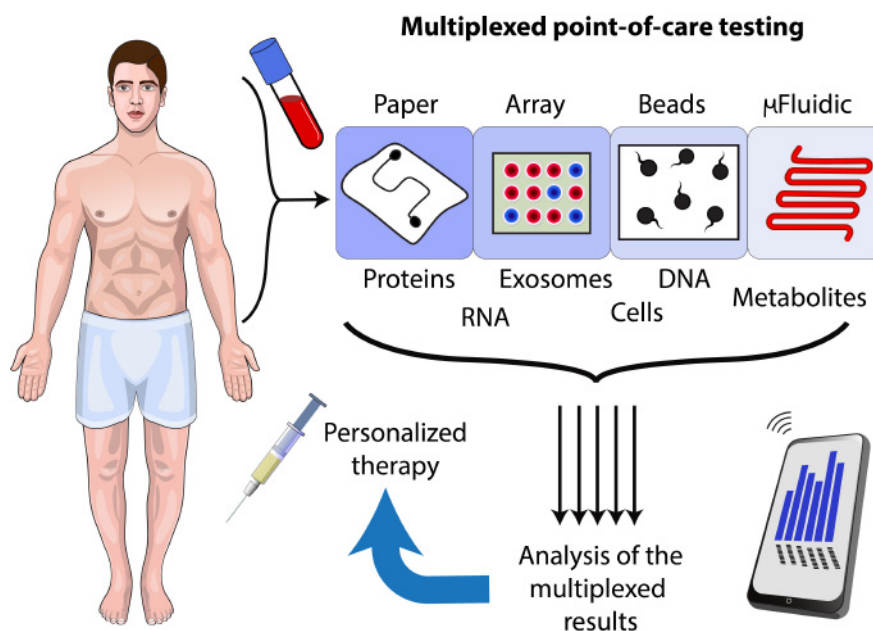 Multiplexed point-of-care testing
Paper Array Beads μFluidic
Proteins Exosomes DNA
RNA Cells Metabolites
Personalized
therapy
Analysis of the
multiplexed
results